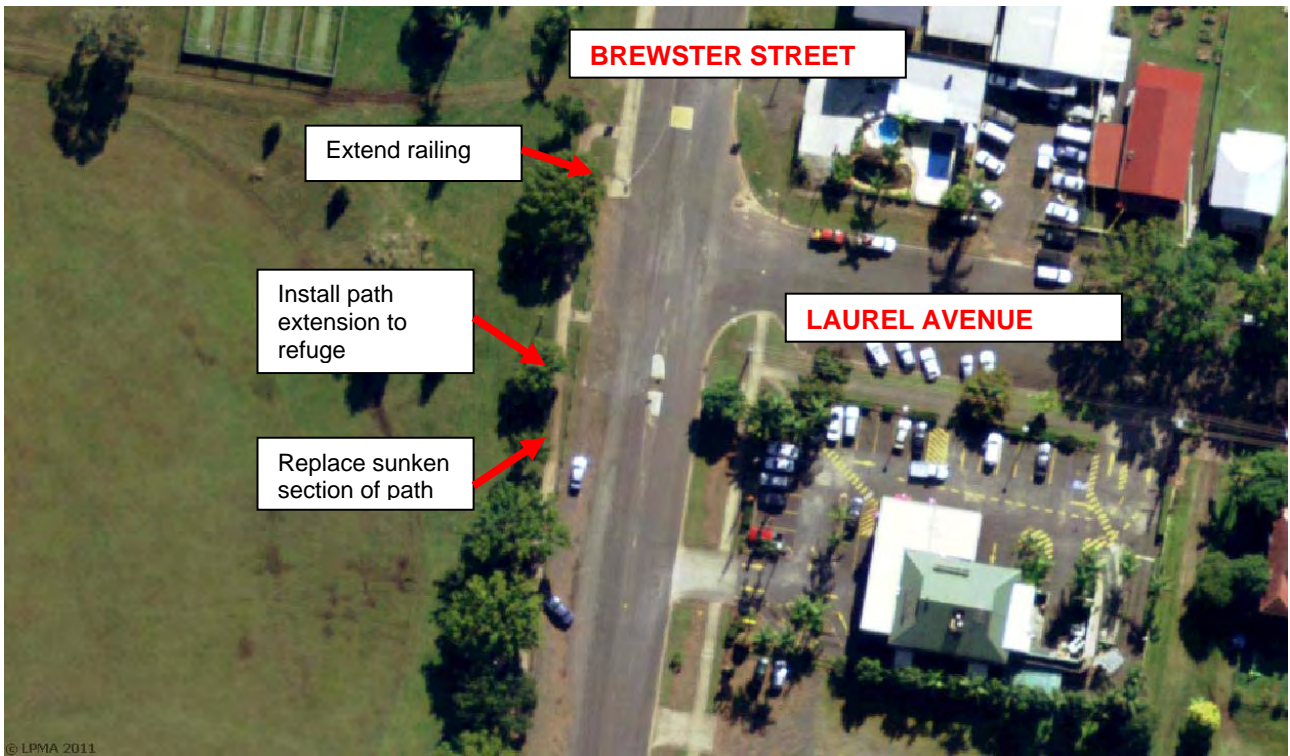 BREWSTER STREET
Extend railing
Install path
extension to
refuge
LAUREL AVENUE
Replace sunken
section of path
© LPMA 2011